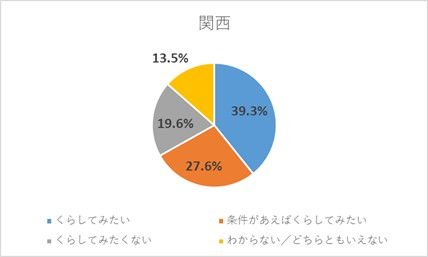 関西
13.5%
39.3%
19.6%
27.6%
くらしてみたい
条件があえばくらしてみたい
くらしてみたくない
わからない／どちらともいえない